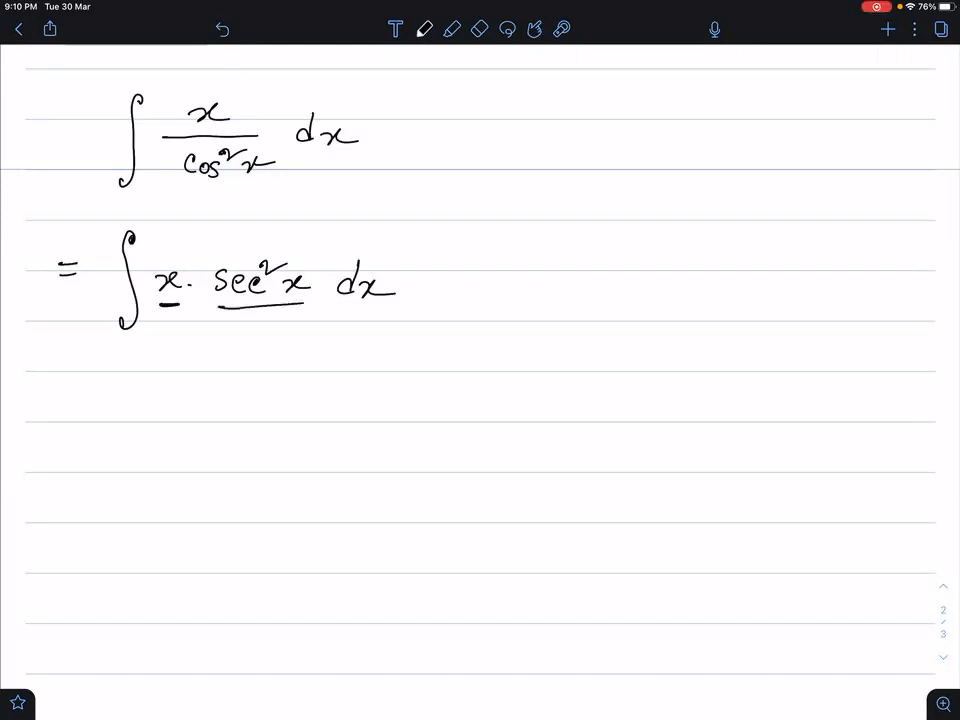 9:10 PM Tue 30 Mar 76%
T
∫ x/cos²x dx
= ∫ x. sec²x dx
2
3